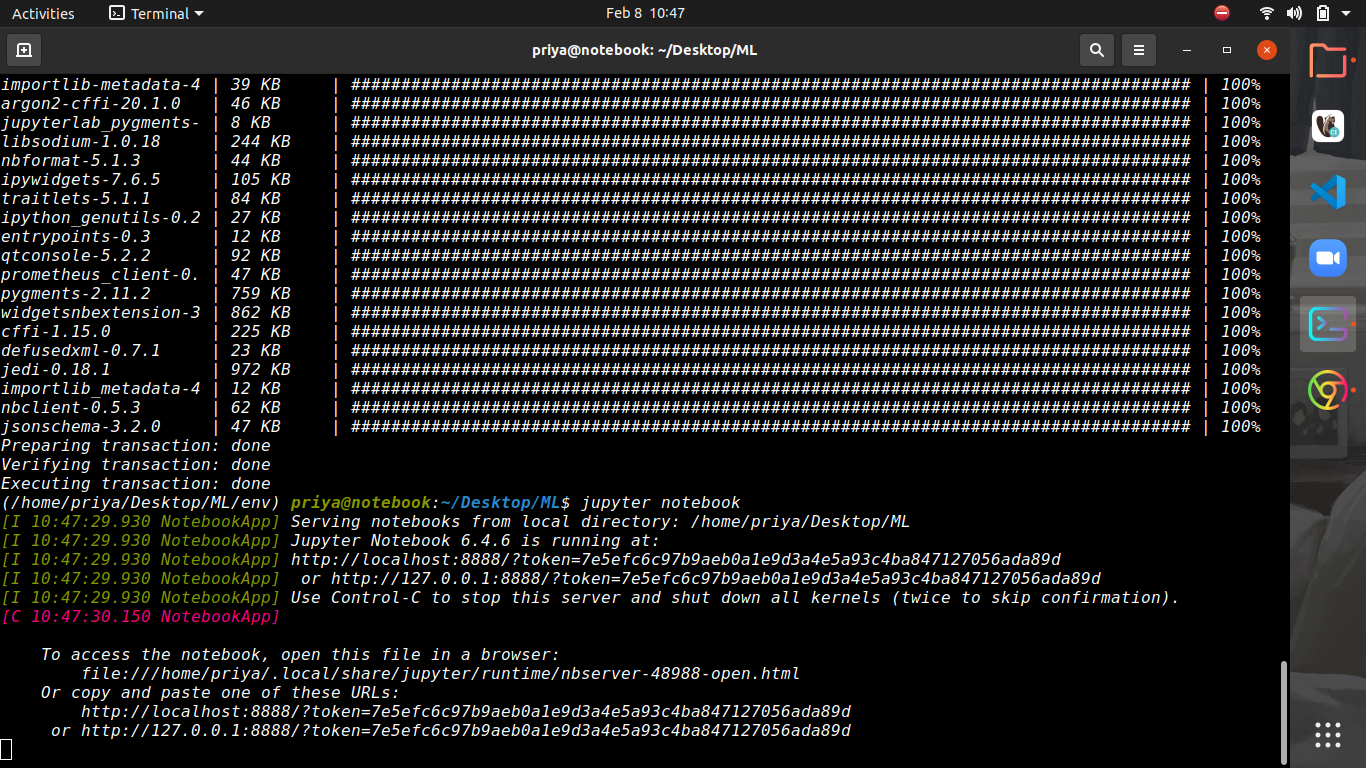 Activities Terminal Feb 8 10:47
priya@notebook: ~/Desktop/ML
importlib-metadata-4 | 39 KB | #################################################################################### | 100%
argon2-cffi-20.1.0 | 46 KB | #################################################################################### | 100%
jupyterlab_pygments- | 8 KB | #################################################################################### | 100%
libsodium-1.0.18 | 244 KB | #################################################################################### | 100%
nbformat-5.1.3 | 44 KB | #################################################################################### | 100%
ipywidgets-7.6.5 | 105 KB | #################################################################################### | 100%
traitlets-5.1.1 | 84 KB | #################################################################################### | 100%
ipython_genutils-0.2 | 27 KB | #################################################################################### | 100%
entrypoints-0.3 | 12 KB | #################################################################################### | 100%
qtconsole-5.2.2 | 92 KB | #################################################################################### | 100%
prometheus_client-0. | 47 KB | #################################################################################### | 100%
pygments-2.11.2 | 759 KB | #################################################################################### | 100%
widgetsnbextension-3 | 862 KB | #################################################################################### | 100%
cffi-1.15.0 | 225 KB | #################################################################################### | 100%
defusedxml-0.7.1 | 23 KB | #################################################################################### | 100%
jedi-0.18.1 | 972 KB | #################################################################################### | 100%
importlib_metadata-4 | 12 KB | #################################################################################### | 100%
nbclient-0.5.3 | 62 KB | #################################################################################### | 100%
jsonschema-3.2.0 | 47 KB | #################################################################################### | 100%
Preparing transaction: done
Verifying transaction: done
Executing transaction: done
(/home/priya/Desktop/ML/env) priya@notebook:~/Desktop/ML$ jupyter notebook
[I 10:47:29.930 NotebookApp] Serving notebooks from local directory: /home/priya/Desktop/ML
[I 10:47:29.930 NotebookApp] Jupyter Notebook 6.4.6 is running at:
[I 10:47:29.930 NotebookApp] http://localhost:8888/?token=7e5efc6c97b9aeb0a1e9d3a4e5a93c4ba847127056ada89d
[I 10:47:29.930 NotebookApp] or http://127.0.0.1:8888/?token=7e5efc6c97b9aeb0a1e9d3a4e5a93c4ba847127056ada89d
[I 10:47:29.930 NotebookApp] Use Control-C to stop this server and shut down all kernels (twice to skip confirmation).
[C 10:47:30.150 NotebookApp]
To access the notebook, open this file in a browser:
file:///home/priya/.local/share/jupyter/runtime/nbserver-48988-open.html
Or copy and paste one of these URLs:
http://localhost:8888/?token=7e5efc6c97b9aeb0a1e9d3a4e5a93c4ba847127056ada89d
or http://127.0.0.1:8888/?token=7e5efc6c97b9aeb0a1e9d3a4e5a93c4ba847127056ada89d